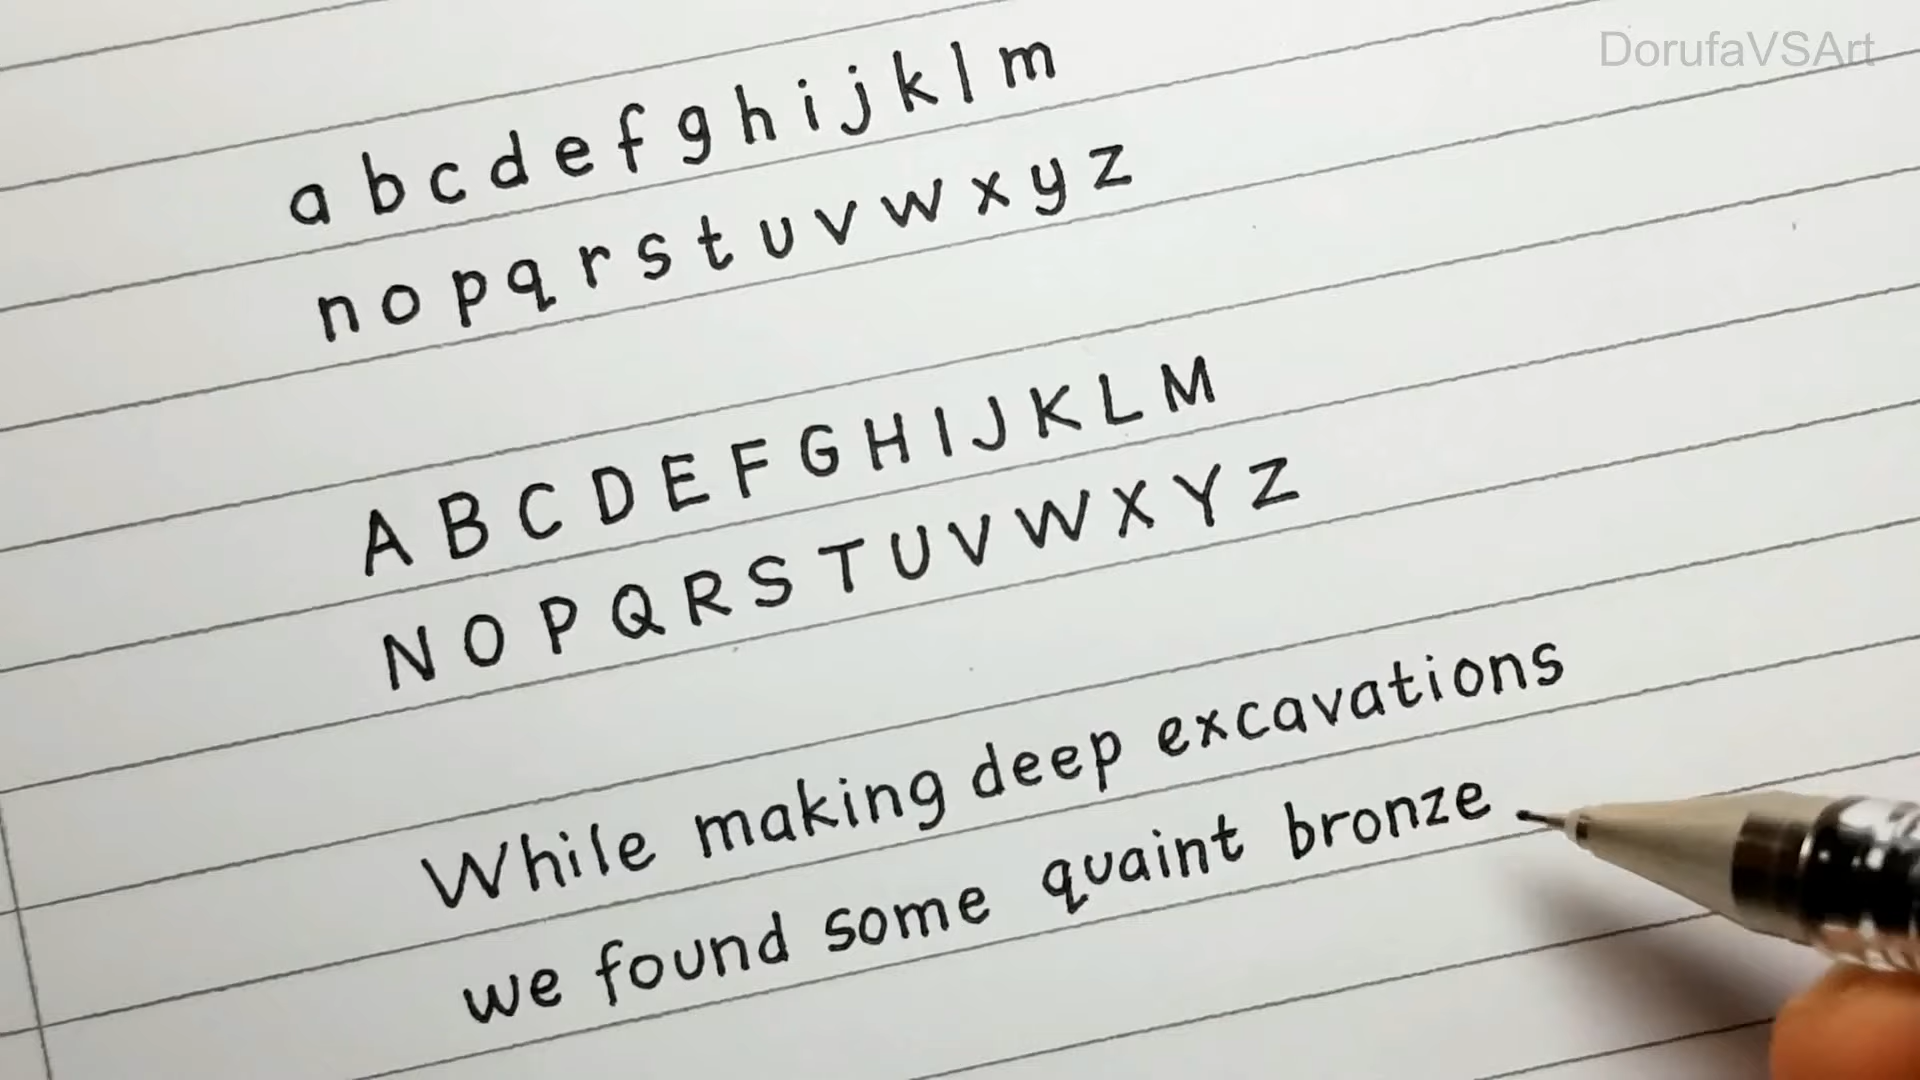 DorufaVSArt
a b c d e f g h i j k l m
n o p q r s t u v w x y z
A B C D E F G H I J K L M
N O P Q R S T U V W X Y Z
While making deep excavations
we found some quaint bronze